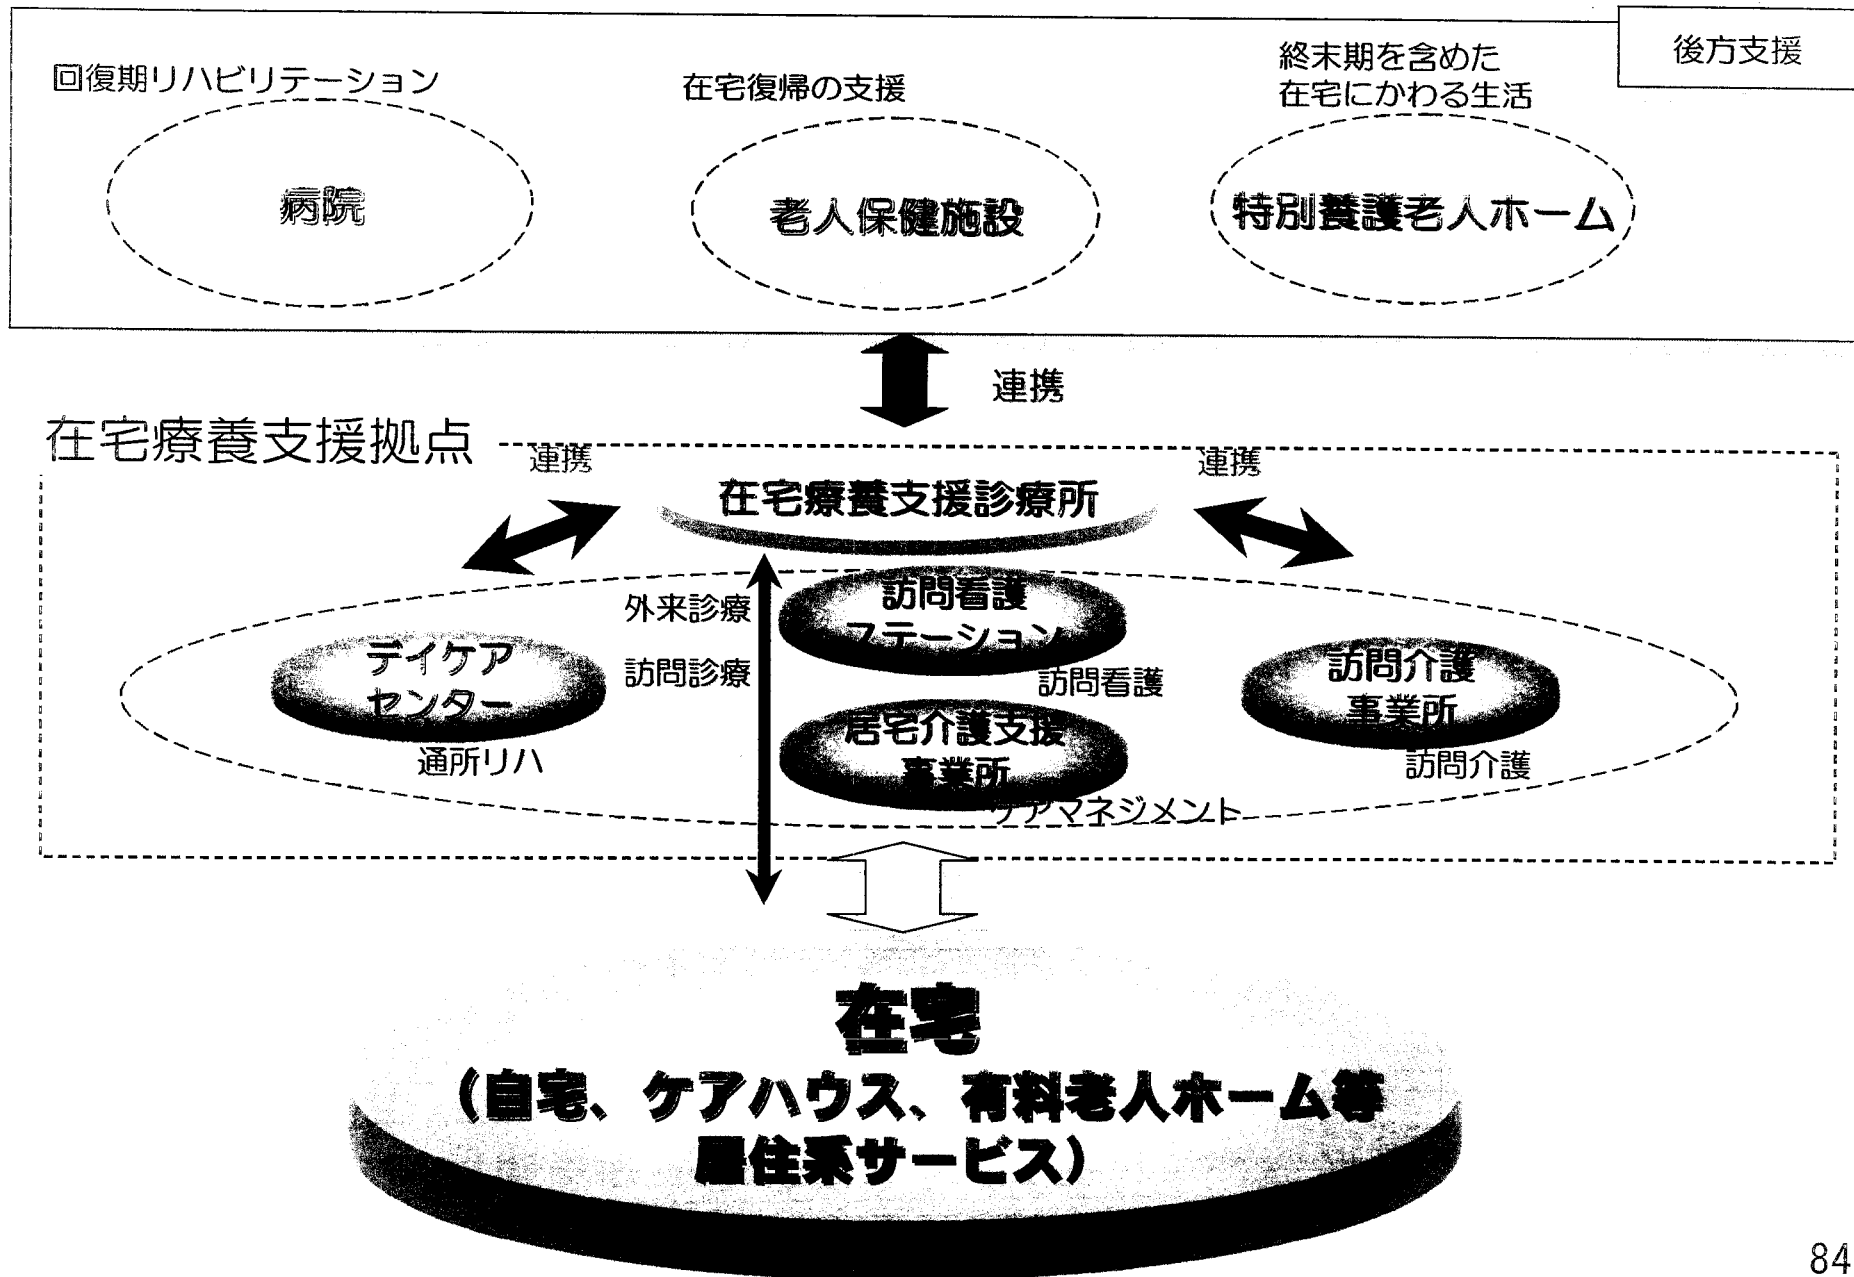 後方支援
回復期リハビリテーション
在宅復帰の支援
終末期を含めた
在宅にかわる生活
病院
老人保健施設
特別養護老人ホーム
連携
在宅療養支援拠点
連携
連携
在宅療養支援診療所
外来診療
訪問診療
訪問看護
ステーション
訪問看護
デイケア
センター
通所リハ
居宅介護支援
事業所
ケアマネジメント
訪問介護
事業所
訪問介護
在宅
（自宅、ケアハウス、有料老人ホーム等
居住系サービス）
84